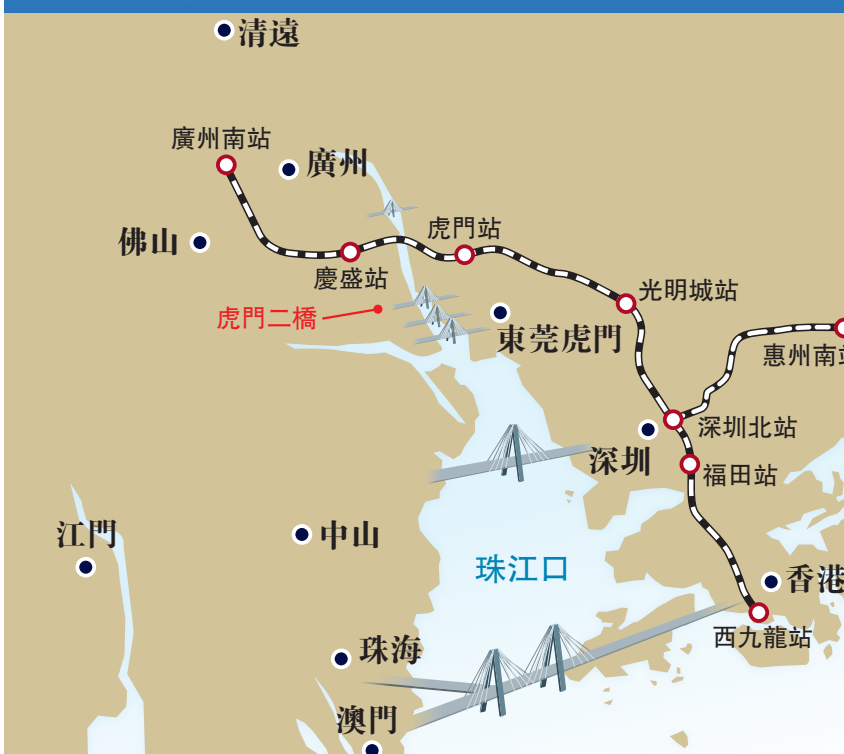 清遠
廣州南站
廣州
佛山
虎門站
慶盛站
光明城站
虎門二橋
東莞虎門
惠州南
深圳北站
深圳
福田站
江門
中山
珠江口
香港
西九龍站
珠海
澳門